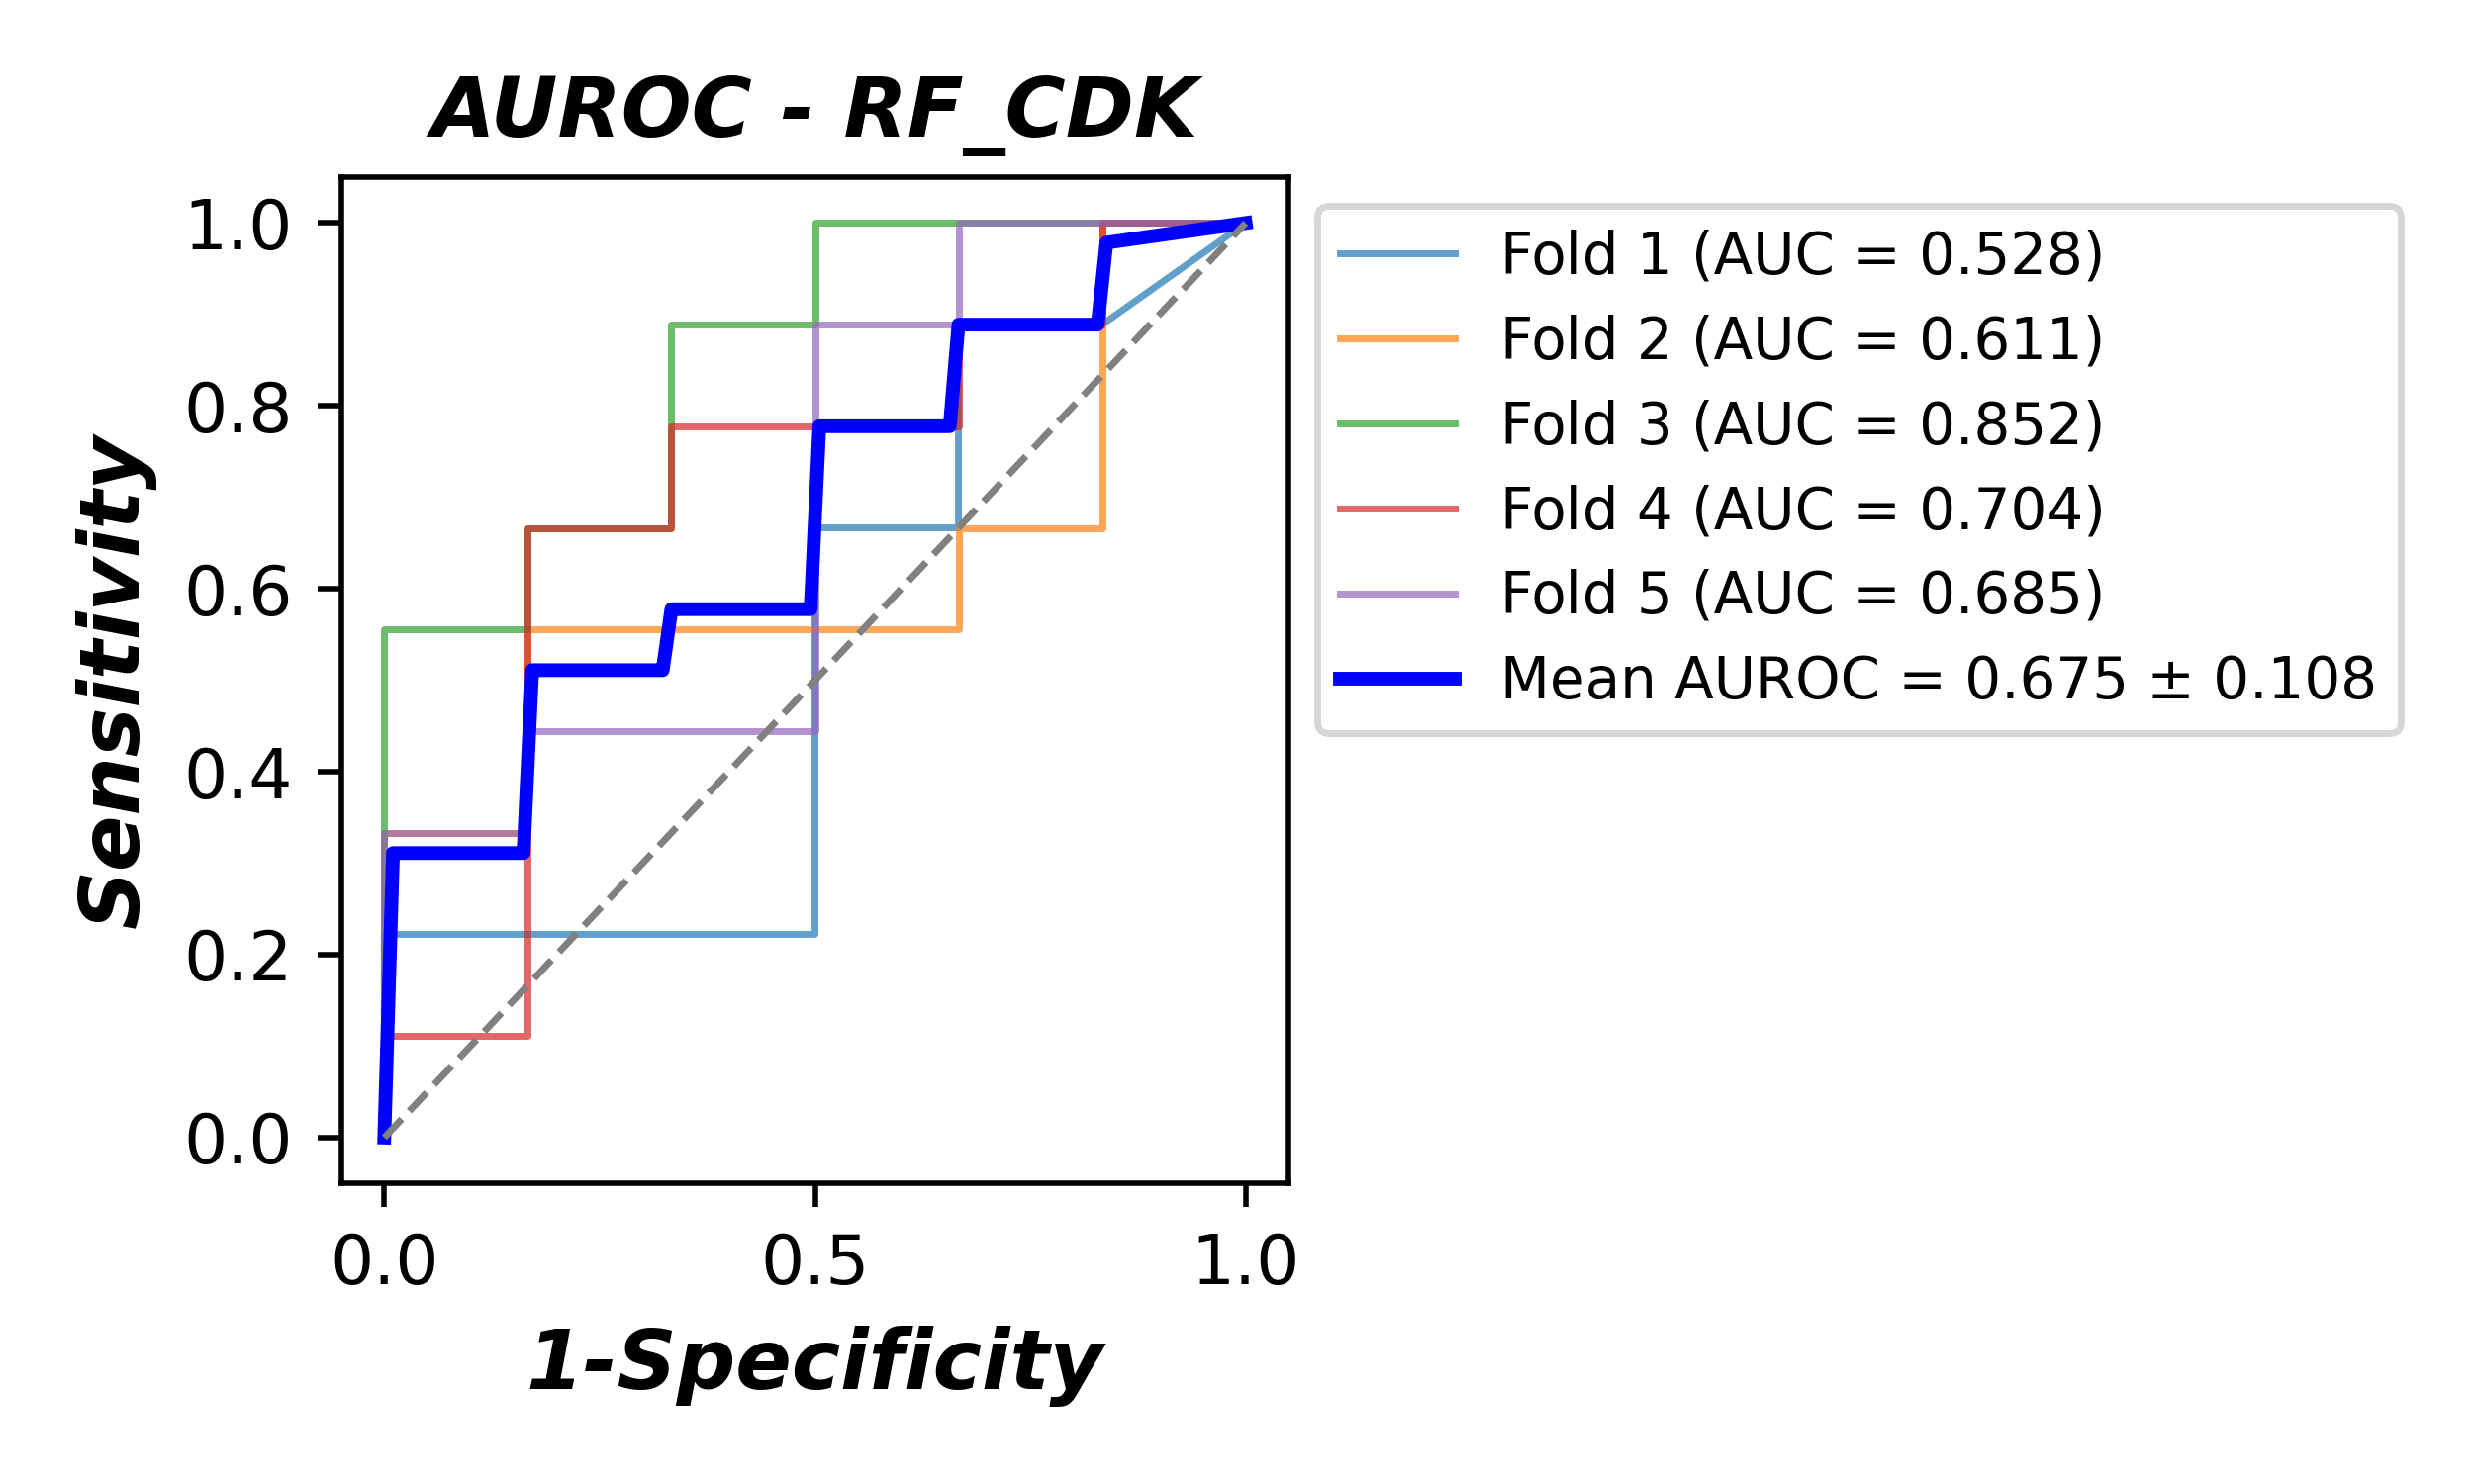 AUROC - RF_CDK
Sensitivity
1.0
0.8
0.6
0.4
0.2
0.0
0.0 0.5 1.0
1-Specificity
Fold 1 (AUC = 0.528)
Fold 2 (AUC = 0.611)
Fold 3 (AUC = 0.852)
Fold 4 (AUC = 0.704)
Fold 5 (AUC = 0.685)
Mean AUROC = 0.675 ± 0.108